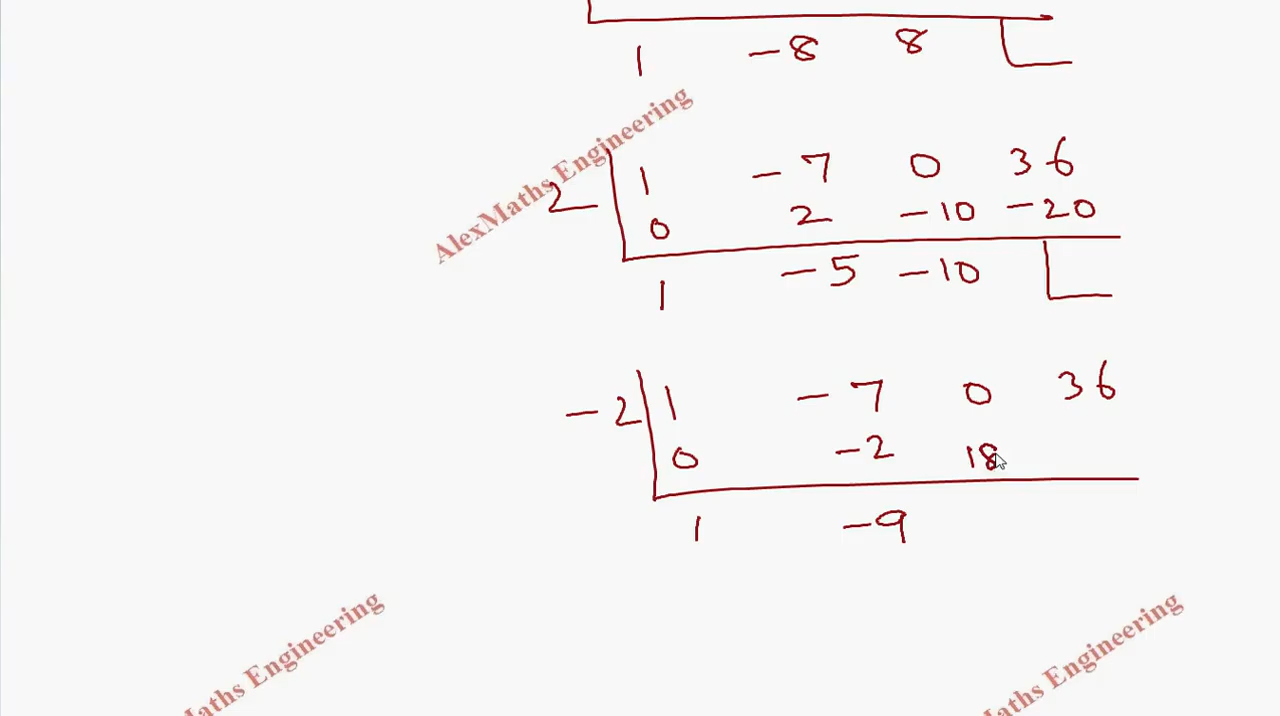 1 -8 8
AlexMaths Engineering
2 1 -7 0 36
0 2 -10 -20
1 -5 -10
-2 1 -7 0 36
0 -2 18
1 -9
Maths Engineering
Maths Engineering